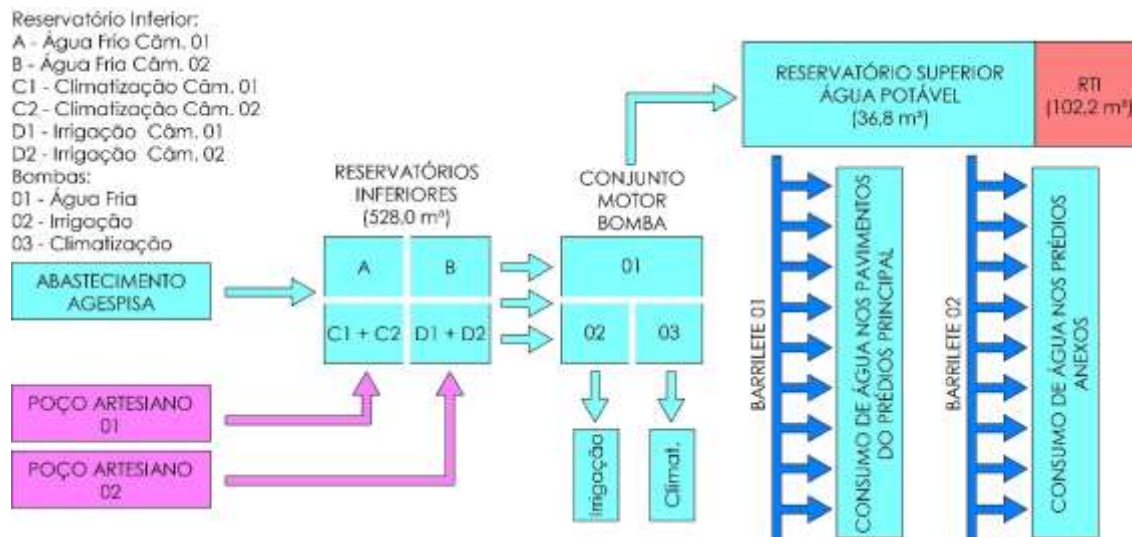 Reservatório Inferior:
A - Água Fria Câm. 01
B - Água Fria Câm. 02
C1 - Climatização Câm. 01
C2 - Climatização Câm. 02
D1 - Irrigação Câm. 01
D2 - Irrigação Câm. 02
Bombas:
01 - Água Fria
02 - Irrigação
03 - Climatização
ABASTECIMENTO
AGESPISA
POÇO ARTESIANO
01
POÇO ARTESIANO
02
RESERVATÓRIOS
INFERIORES
(528,0 m³)
A
B
C1 + C2
D1 + D2
CONJUNTO
MOTOR
BOMBA
01
02
03
Irrigação
Climat.
RESERVATÓRIO SUPERIOR
ÁGUA POTÁVEL
(36,8 m³)
RTI
(102,2 m³)
BARRILETE 01
CONSUMO DE ÁGUA NOS PAVIMENTOS
DO PRÉDIOS PRINCIPAL
BARRILETE 02
CONSUMO DE ÁGUA NOS PRÉDIOS
ANEXOS